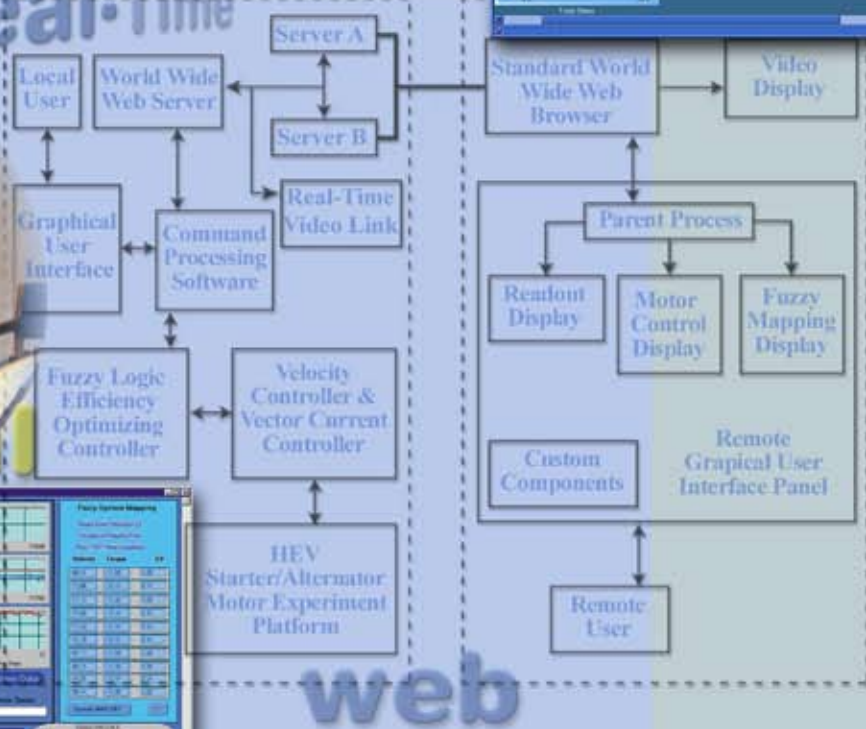 Server A
Local
User
World Wide
Web Server
Server B
Real-Time
Video Link
Graphical
User
Interface
Command
Processing
Software
Fuzzy Logic
Efficiency
Optimizing
Controller
Velocity
Controller &
Vector Current
Controller
HEV
Starter/Alternator
Motor Experiment
Platform
Standard World
Wide Web
Browser
Video
Display
Parent Process
Readout
Display
Motor
Control
Display
Fuzzy
Mapping
Display
Custom
Components
Remote
Grapical User
Interface Panel
Remote
User
Fuzzy System Mapping
web